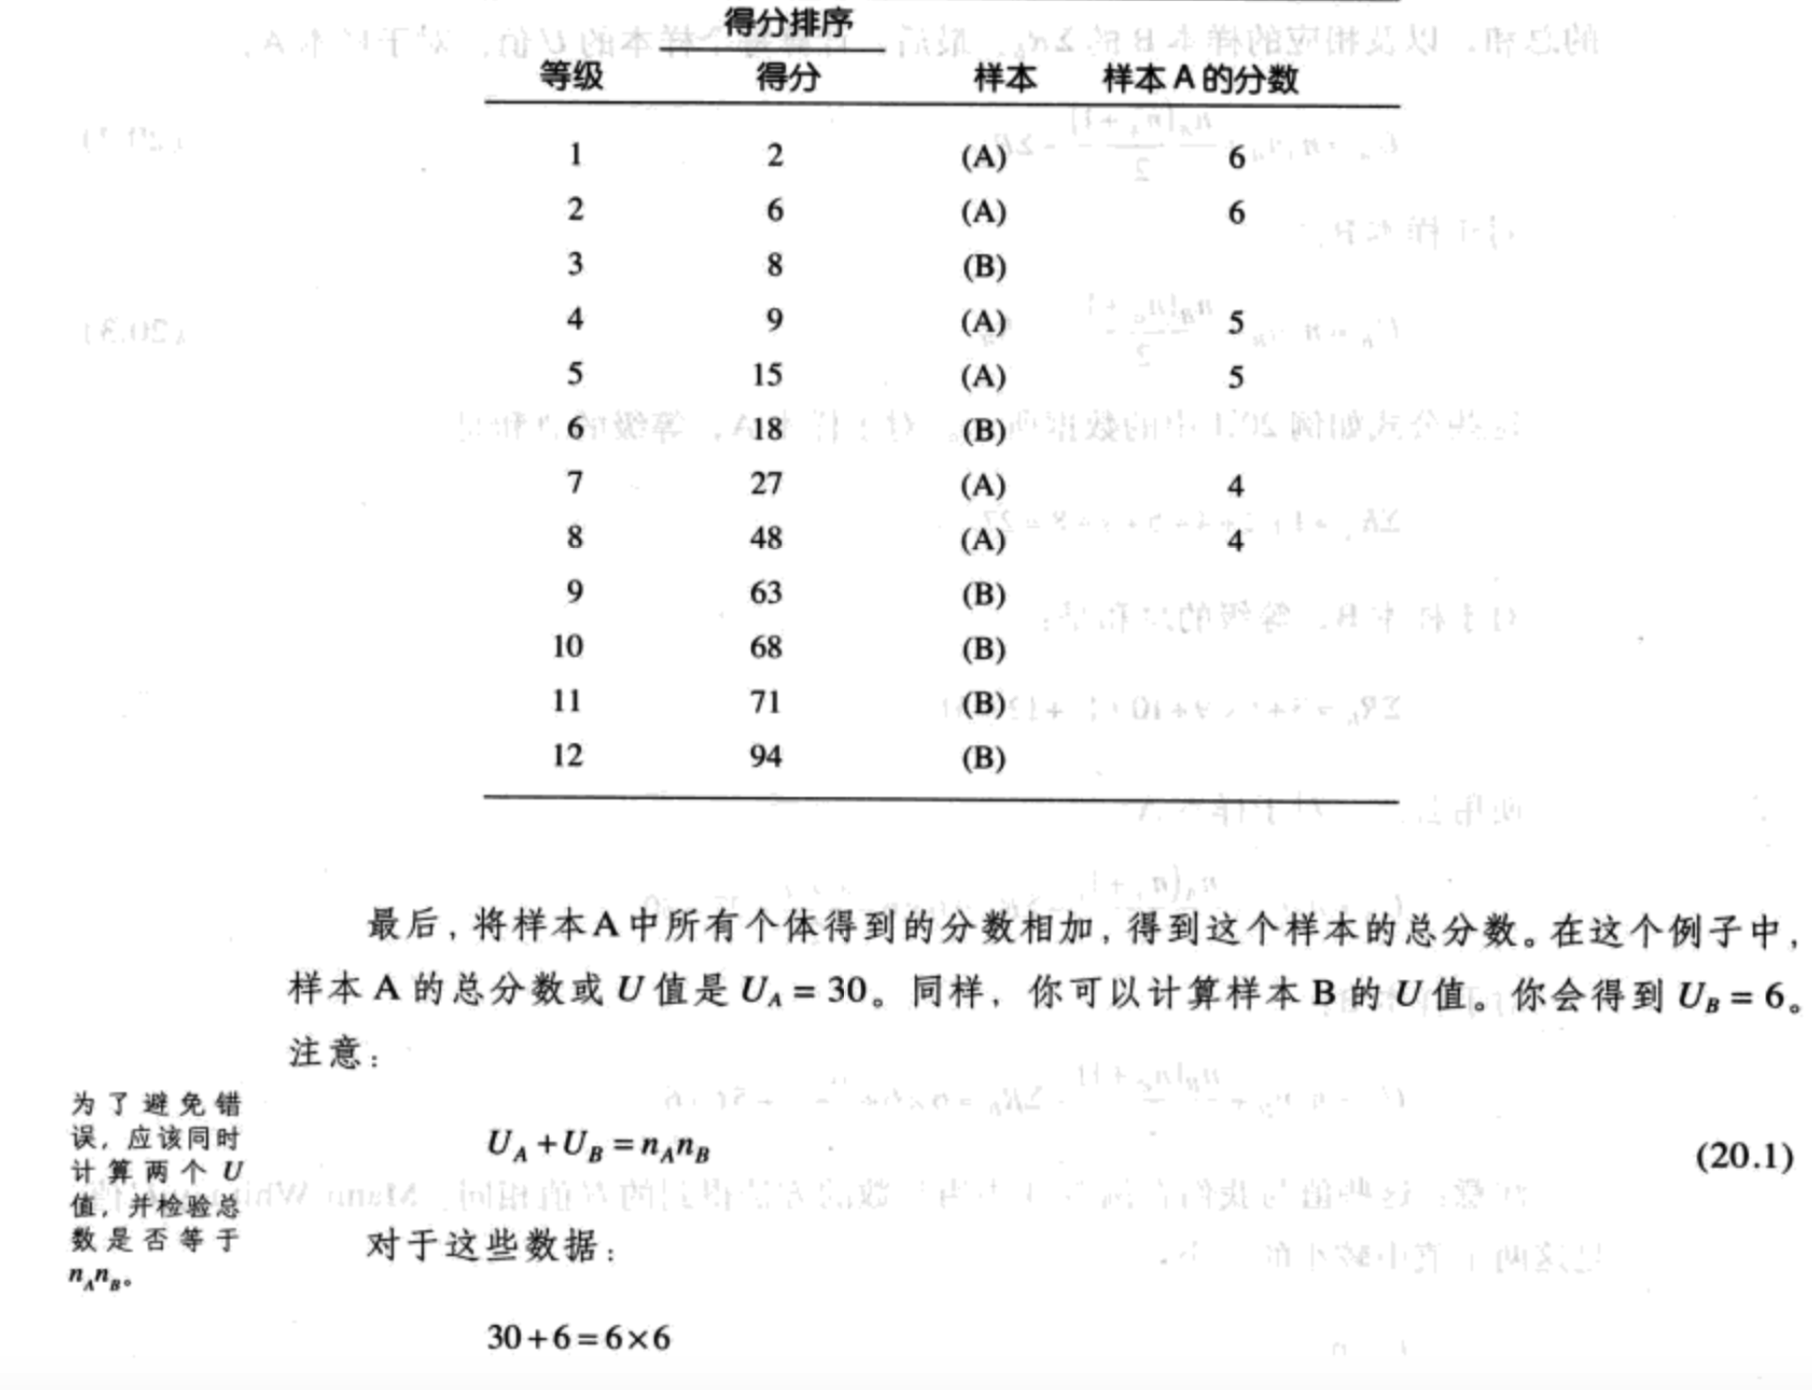 得分排序
等级 得分 样本 样本 A 的分数
1 2 (A) 6
2 6 (A) 6
3 8 (B)
4 9 (A) 5
5 15 (A) 5
6 18 (B)
7 27 (A) 4
8 48 (A) 4
9 63 (B)
10 68 (B)
11 71 (B)
12 94 (B)
最后，将样本A中所有个体得到的分数相加，得到这个样本的总分数。在这个例子中，
样本 A 的总分数或 U 值是 U_A = 30。同样，你可以计算样本 B 的 U 值。你会得到 U_B = 6。
注意：
为了避免错
误，应该同时
计算两个 U
值，并检验总
数是否等于
n_A n_B。
U_A + U_B = n_A n_B (20.1)
对于这些数据：
30+6=6×6